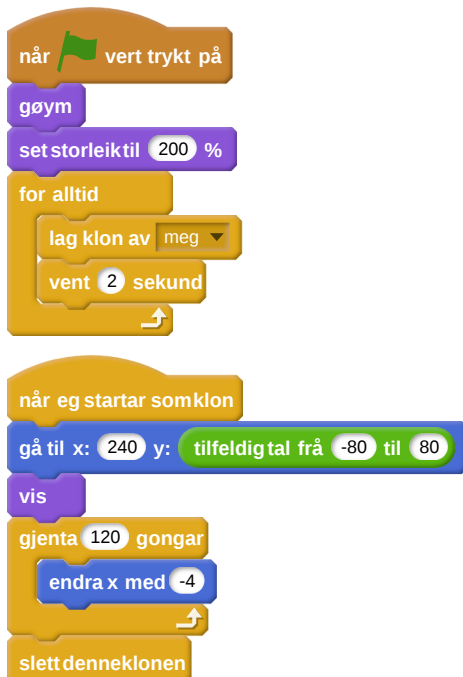 når vert trykt på
gøym
set storleik til 200 %
for alltid
lag klon av meg
vent 2 sekund
når eg startar som klon
gå til x: 240 y: tilfeldig tal frå -80 til 80
vis
gjenta 120 gongar
endra x med -4
slett denne klonen